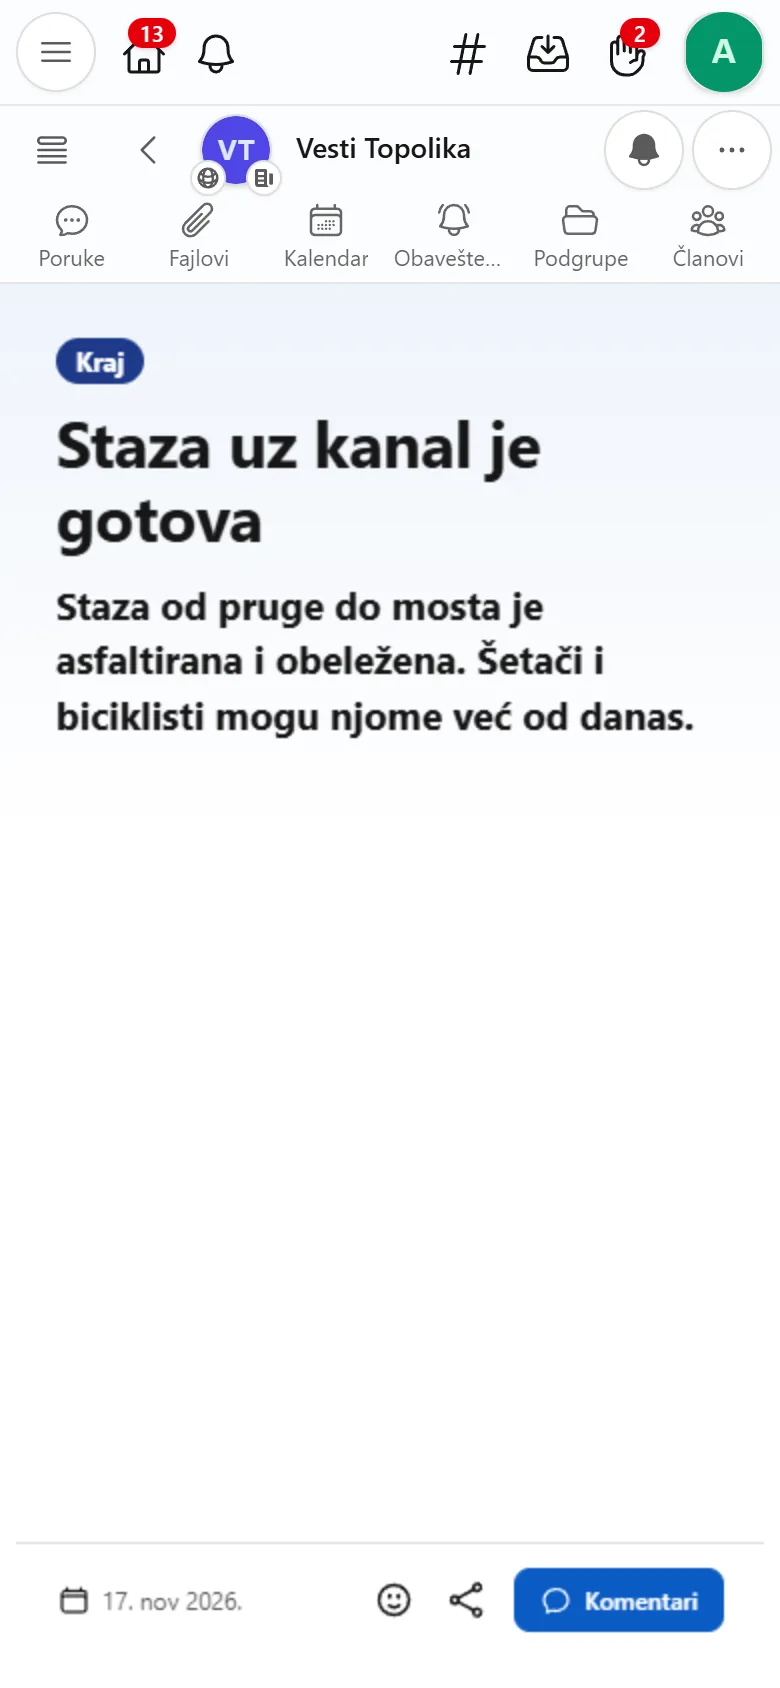 13
2
A
VT
Vesti Topolika
Poruke
Fajlovi
Kalendar
Obavešte...
Podgrupe
Članovi
Kraj
Staza uz kanal je
gotova
Staza od pruge do mosta je
asfaltirana i obeležena. Šetači i
biciklisti mogu njome već od danas.
17. nov 2026.
Komentari